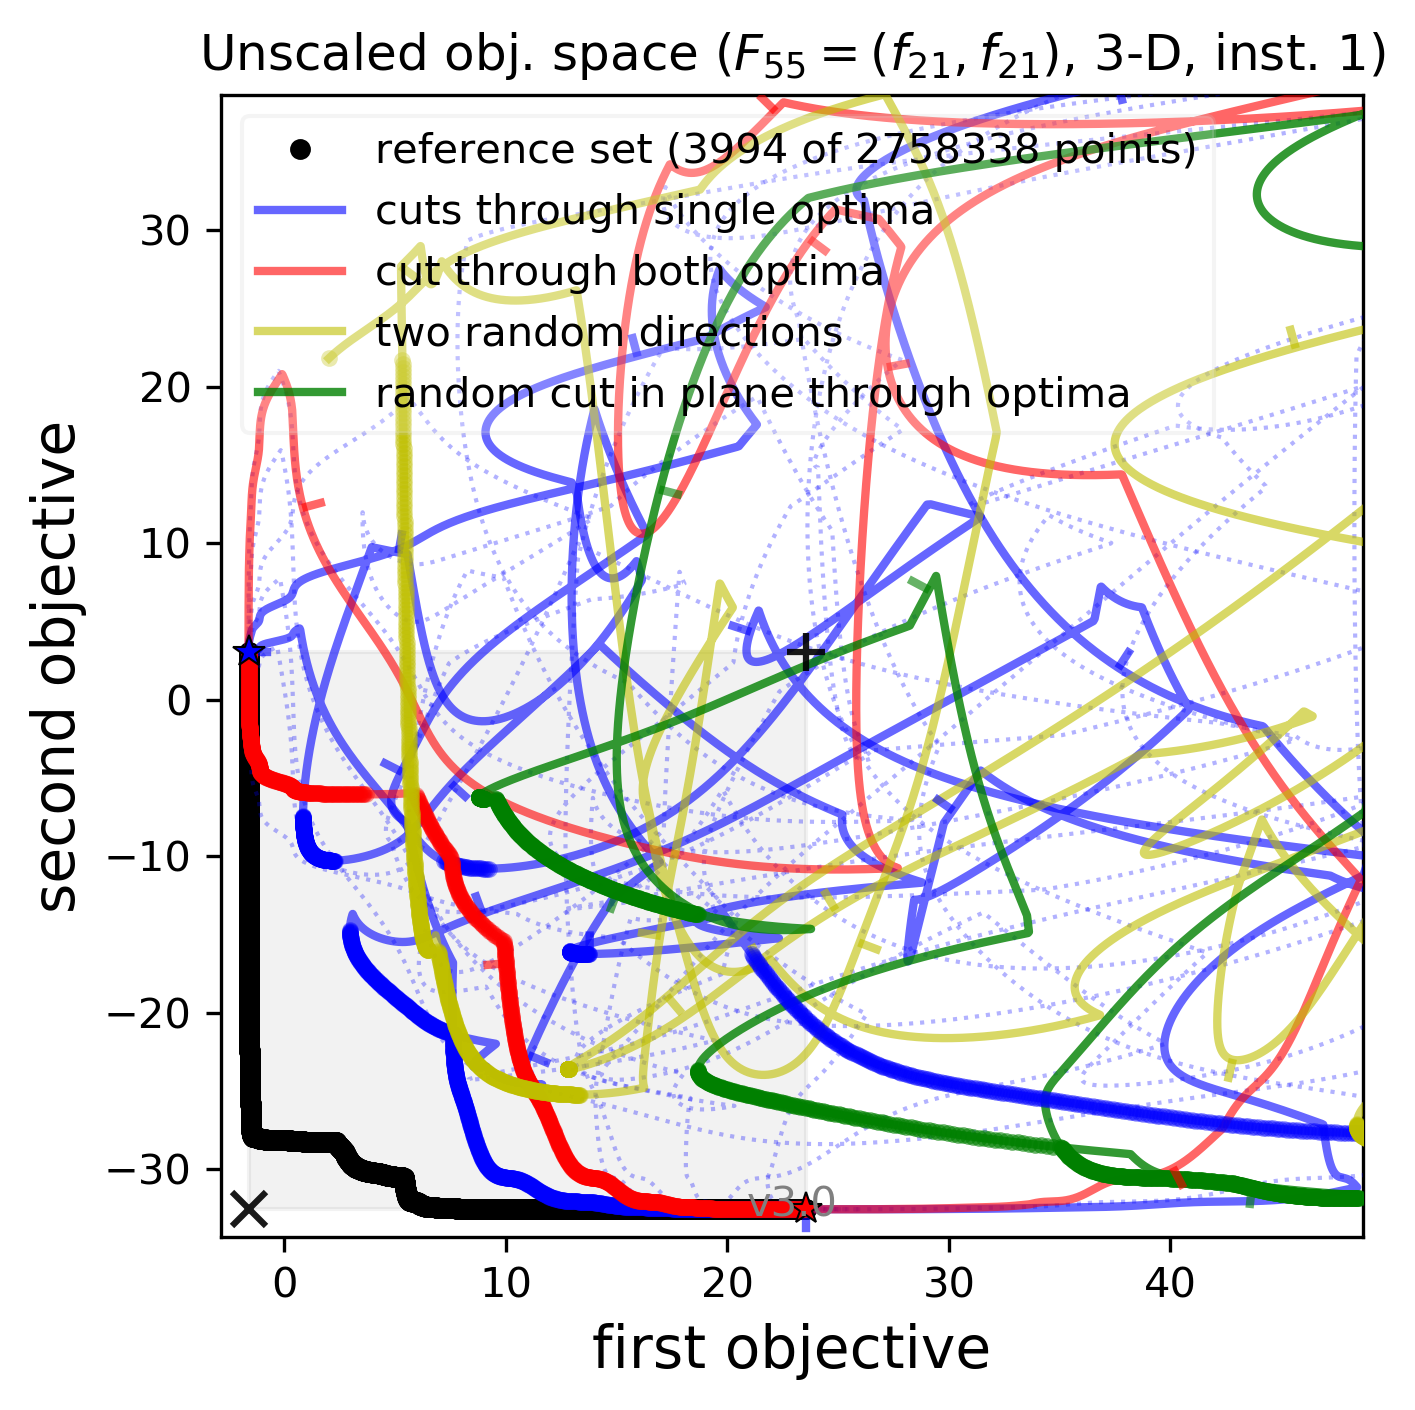 Unscaled obj. space (F₅₅ = (f₂₁, f₂₁), 3-D, inst. 1)
reference set (3994 of 2758338 points)
cuts through single optima
cut through both optima
two random directions
random cut in plane through optima
second objective
30
20
10
0
−10
−20
−30
v3.0
0 10 20 30 40
first objective